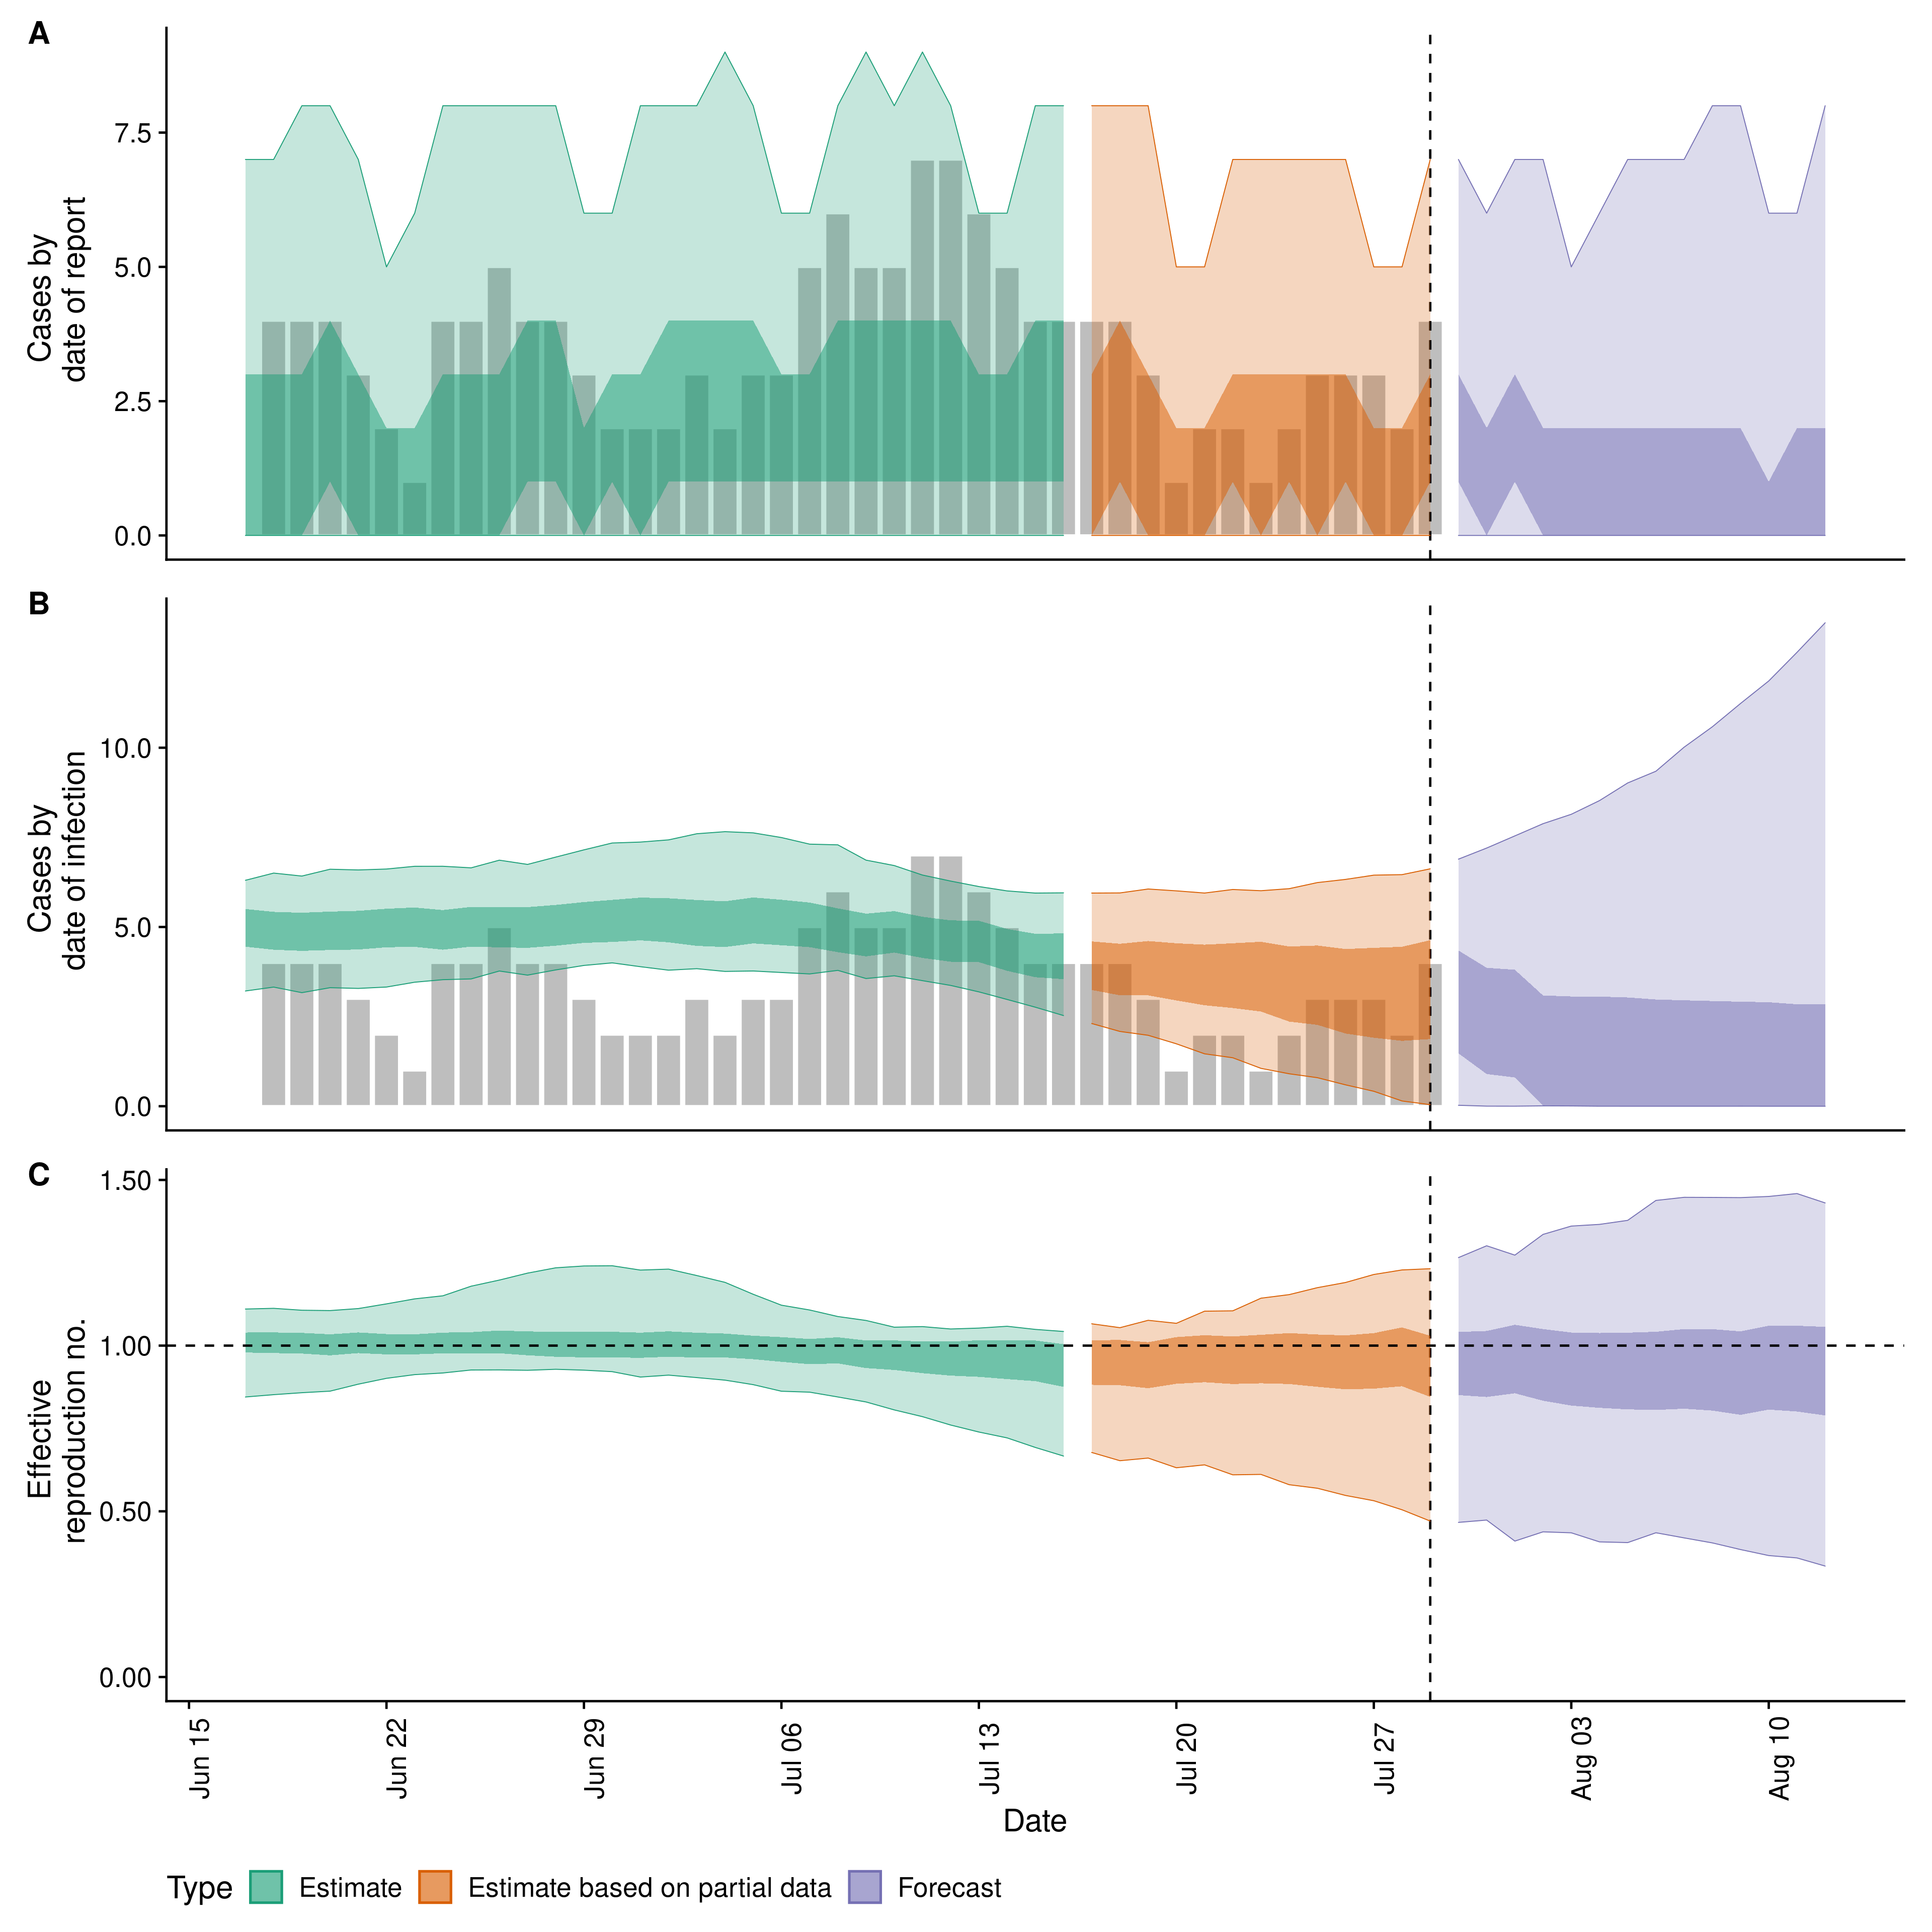 A
Cases by
date of report
7.5
5.0
2.5
0.0
B
Cases by
date of infection
10.0
5.0
0.0
C
Effective
reproduction no.
1.50
1.00
0.50
0.00
Jun 15
Jun 22
Jun 29
Jul 06
Jul 13
Jul 20
Jul 27
Aug 03
Aug 10
Date
Type Estimate Estimate based on partial data Forecast